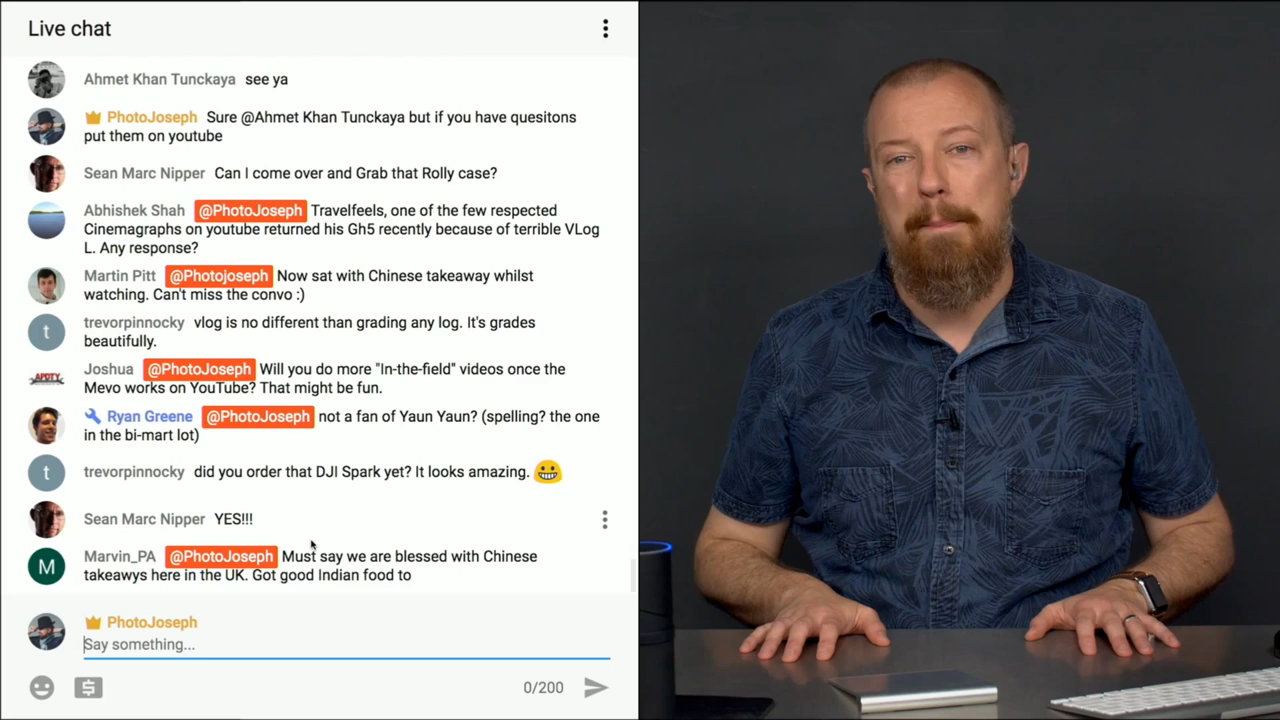 Live chat
Ahmet Khan Tunckaya see ya
PhotoJoseph Sure @Ahmet Khan Tunckaya but if you have quesitons
put them on youtube
Sean Marc Nipper Can I come over and Grab that Rolly case?
Abhishek Shah @PhotoJoseph Travelfeels, one of the few respected
Cinemagraphs on youtube returned his Gh5 recently because of terrible VLog
L. Any response?
Martin Pitt @Photojoseph Now sat with Chinese takeaway whilst
watching. Can't miss the convo :)
t trevorpinnocky vlog is no different than grading any log. It's grades
beautifully.
Joshua @PhotoJoseph Will you do more "In-the-field" videos once the
Mevo works on YouTube? That might be fun.
Ryan Greene @PhotoJoseph not a fan of Yaun Yaun? (spelling? the one
in the bi-mart lot)
t trevorpinnocky did you order that DJI Spark yet? It looks amazing.
Sean Marc Nipper YES!!!
M Marvin_PA @PhotoJoseph Must say we are blessed with Chinese
takeawys here in the UK. Got good Indian food to
PhotoJoseph
Say something...
0/200